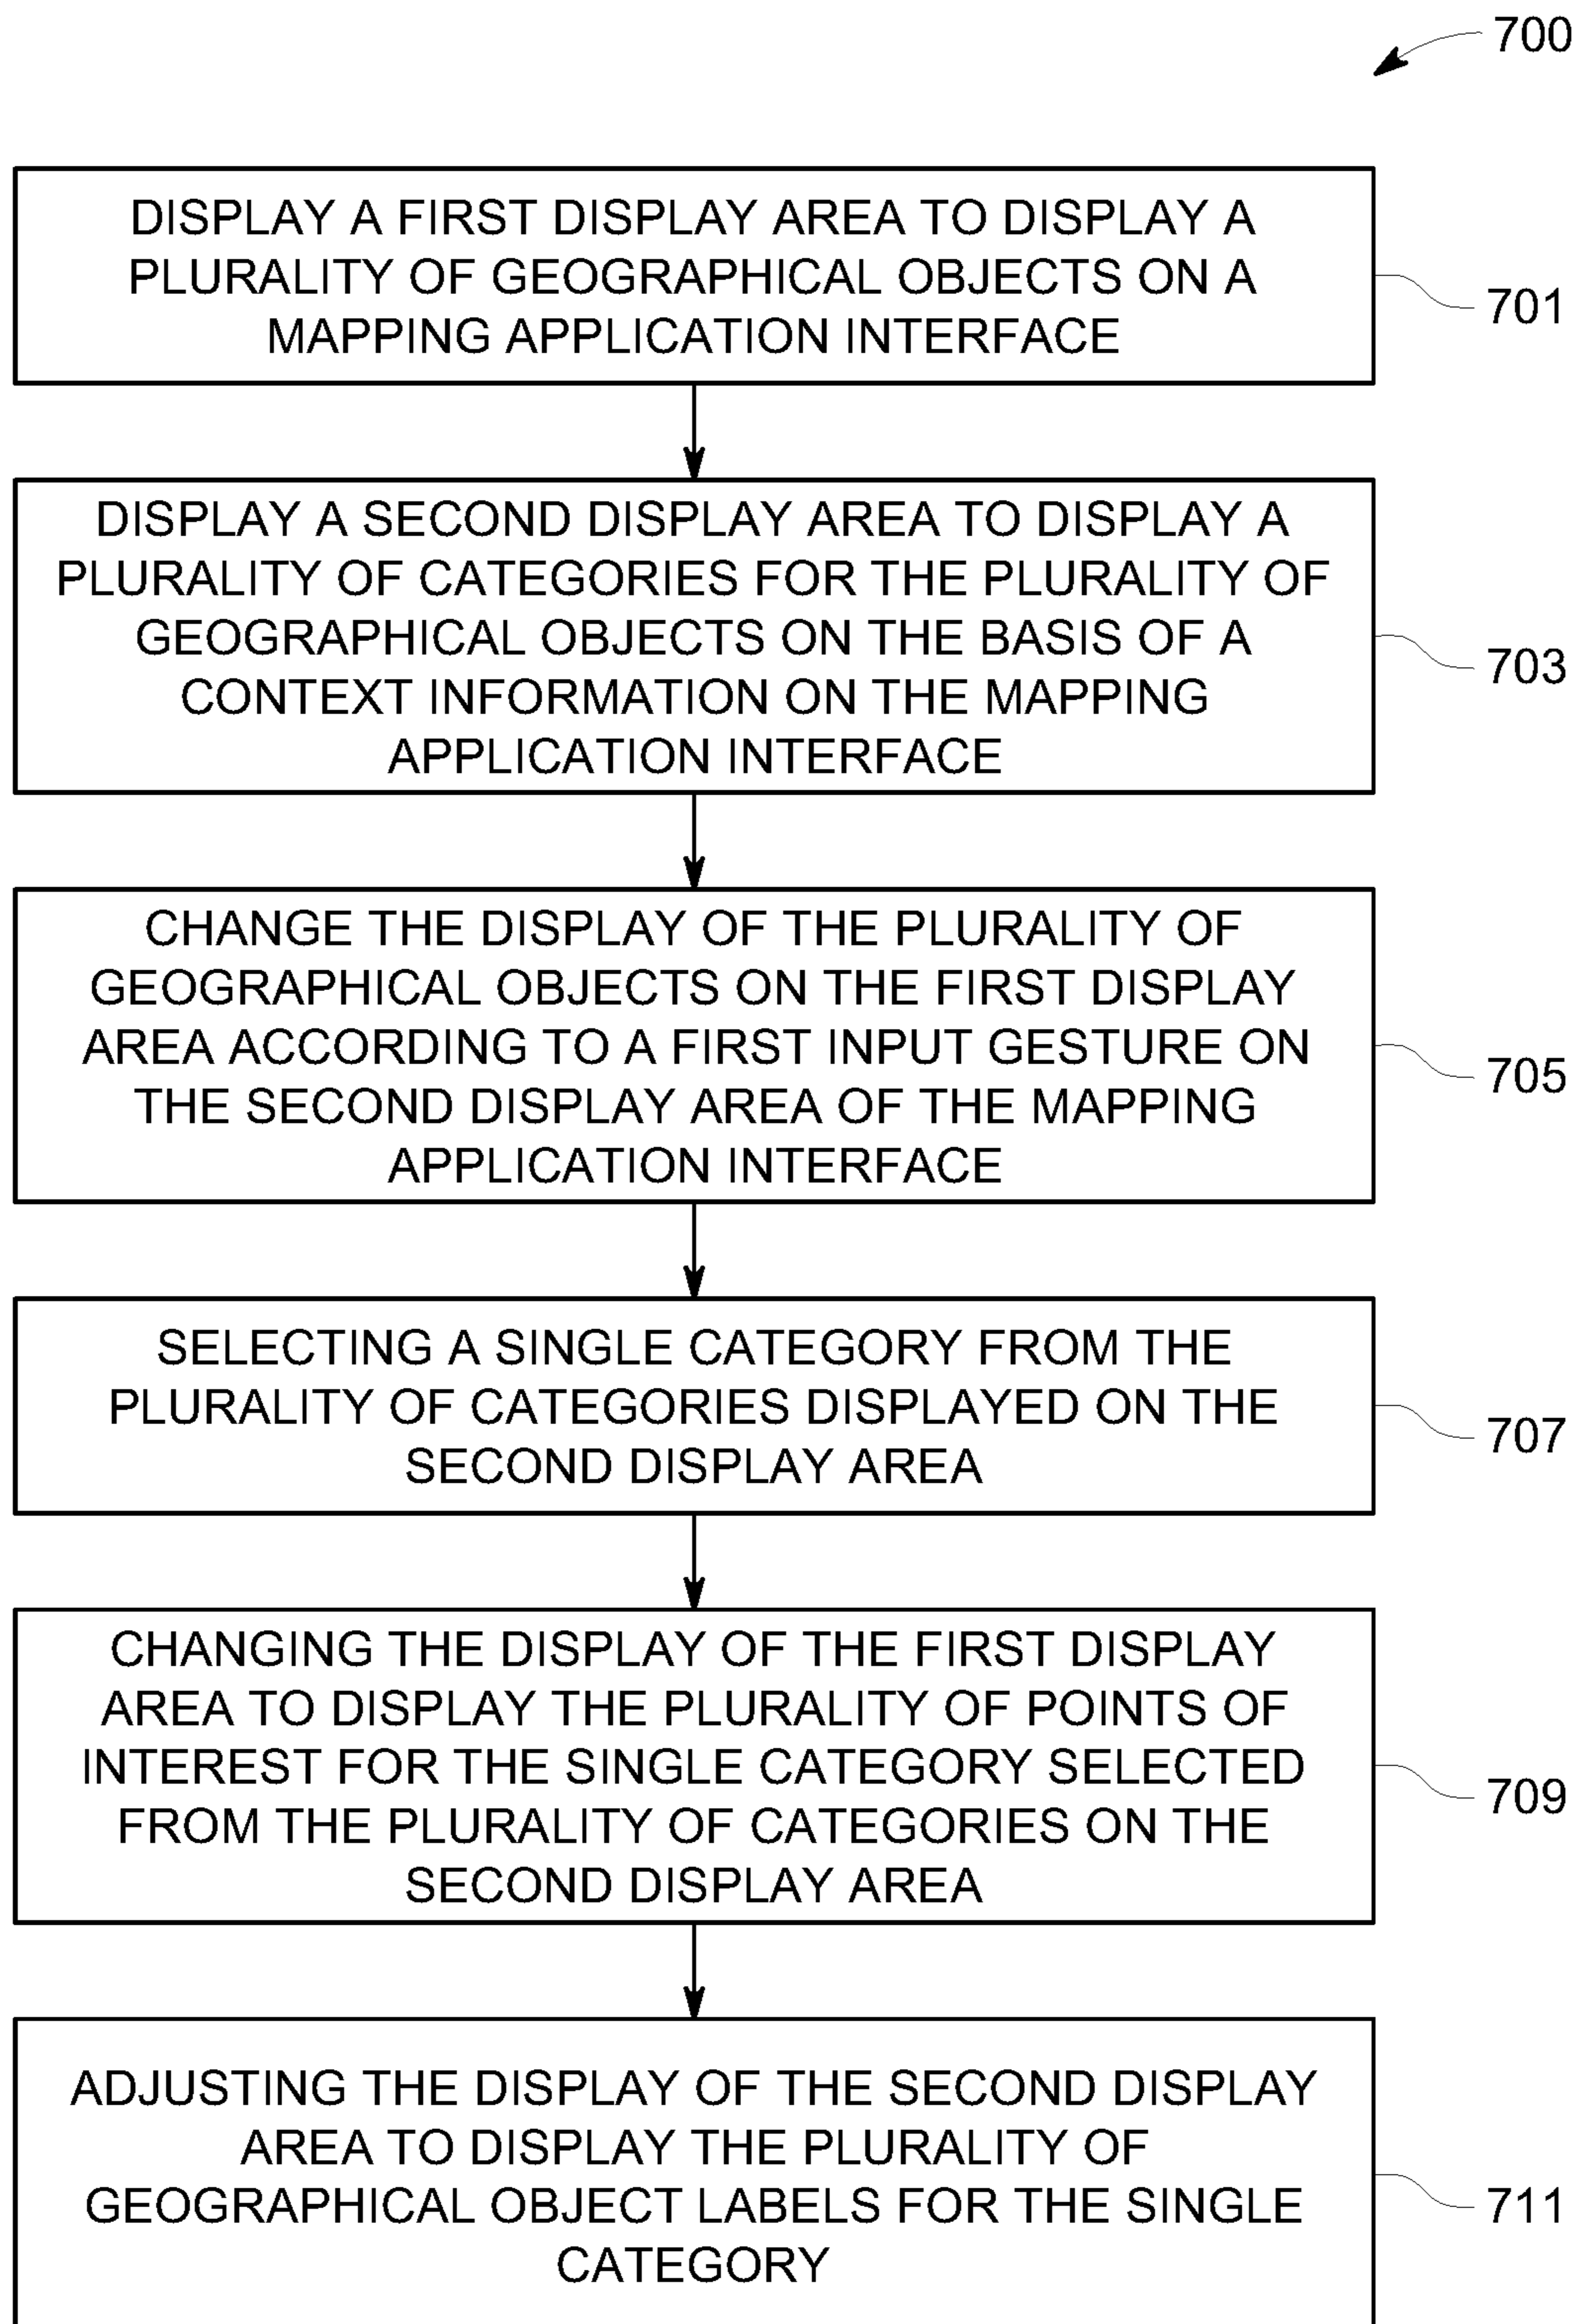 700
DISPLAY A FIRST DISPLAY AREA TO DISPLAY A
PLURALITY OF GEOGRAPHICAL OBJECTS ON A
MAPPING APPLICATION INTERFACE
701
DISPLAY A SECOND DISPLAY AREA TO DISPLAY A
PLURALITY OF CATEGORIES FOR THE PLURALITY OF
GEOGRAPHICAL OBJECTS ON THE BASIS OF A
CONTEXT INFORMATION ON THE MAPPING
APPLICATION INTERFACE
703
CHANGE THE DISPLAY OF THE PLURALITY OF
GEOGRAPHICAL OBJECTS ON THE FIRST DISPLAY
AREA ACCORDING TO A FIRST INPUT GESTURE ON
THE SECOND DISPLAY AREA OF THE MAPPING
APPLICATION INTERFACE
705
SELECTING A SINGLE CATEGORY FROM THE
PLURALITY OF CATEGORIES DISPLAYED ON THE
SECOND DISPLAY AREA
707
CHANGING THE DISPLAY OF THE FIRST DISPLAY
AREA TO DISPLAY THE PLURALITY OF POINTS OF
INTEREST FOR THE SINGLE CATEGORY SELECTED
FROM THE PLURALITY OF CATEGORIES ON THE
SECOND DISPLAY AREA
709
ADJUSTING THE DISPLAY OF THE SECOND DISPLAY
AREA TO DISPLAY THE PLURALITY OF
GEOGRAPHICAL OBJECT LABELS FOR THE SINGLE
CATEGORY
711